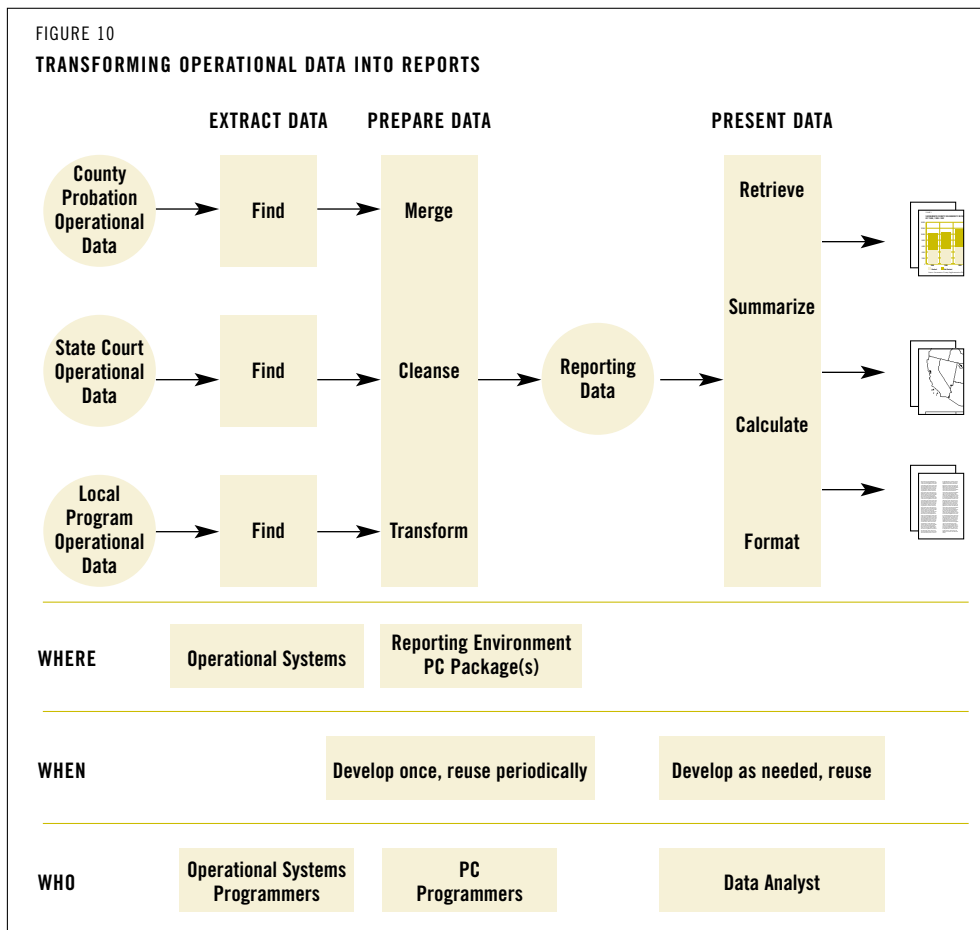 FIGURE 10
TRANSFORMING OPERATIONAL DATA INTO REPORTS
EXTRACT DATA
PREPARE DATA
PRESENT DATA
County
Probation
Operational
Data
Find
Merge
Retrieve
Summarize
State Court
Operational
Data
Find
Cleanse
Reporting
Data
Calculate
Local
Program
Operational
Data
Find
Transform
Format
WHERE
Operational Systems
Reporting Environment
PC Package(s)
WHEN
Develop once, reuse periodically
Develop as needed, reuse
WHO
Operational Systems
Programmers
PC
Programmers
Data Analyst